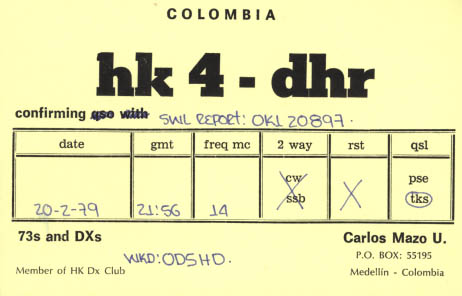 COLOMBIA
hk 4 - dhr
confirming qso with SWL REPORT: OK1 20897.
date gmt freq mc 2 way rst qsl
cw pse
20-2-79 21:56 14 ssb tks
73s and DXs Carlos Mazo U.
WKD: OD5HD. P.O. BOX: 55195
Member of HK Dx Club Medellín - Colombia